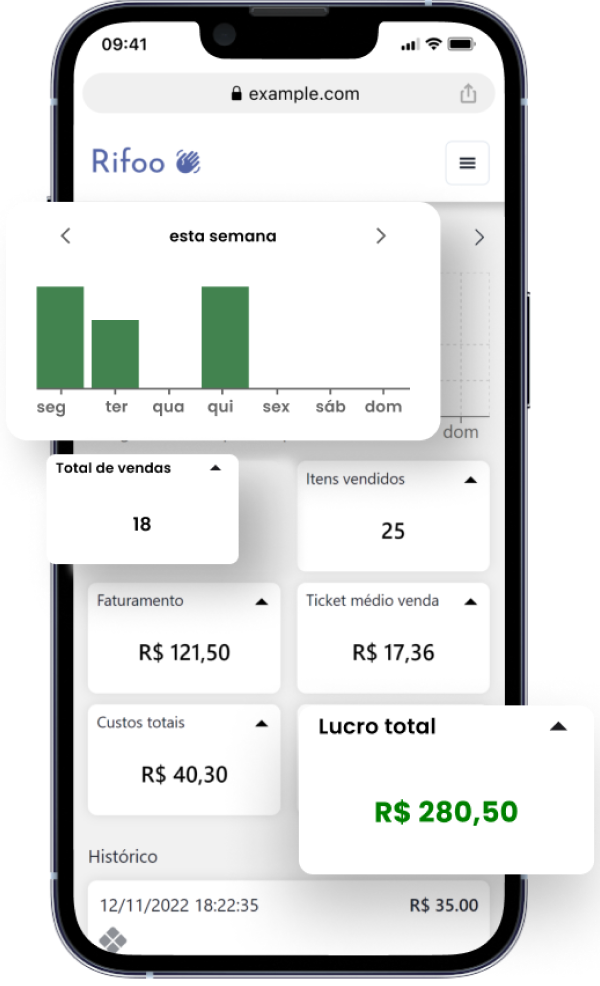 09:41
example.com
Rifoo
esta semana
seg ter qua qui sex sáb dom
dom
Total de vendas
18
Itens vendidos
25
Faturamento
R$ 121,50
Ticket médio venda
R$ 17,36
Custos totais
R$ 40,30
Lucro total
R$ 280,50
Histórico
12/11/2022 18:22:35 R$ 35.00